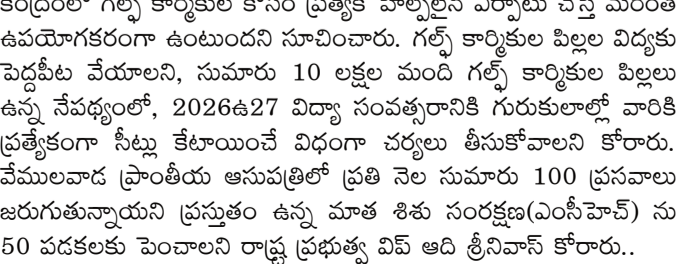 కేంద్రంలో గల్ఫ్ కార్మికుల కోసం ప్రత్యేక హెల్ప్‌లైన్ ఏర్పాటు చేస్తే మరింత
ఉపయోగకరంగా ఉంటుందని సూచించారు. గల్ఫ్ కార్మికుల పిల్లల విద్యకు
పెద్దపీట వేయాలని, సుమారు 10 లక్షల మంది గల్ఫ్ కార్మికుల పిల్లలు
ఉన్న నేపథ్యంలో, 2026ఉ27 విద్యా సంవత్సరానికి గురుకులాల్లో వారికి
ప్రత్యేకంగా సీట్లు కేటాయించే విధంగా చర్యలు తీసుకోవాలని కోరారు.
వేములవాడ ప్రాంతీయ ఆసుపత్రిలో ప్రతి నెల సుమారు 100 ప్రసవాలు
జరుగుతున్నాయని ప్రస్తుతం ఉన్న మాత శిశు సంరక్షణ(ఎంసీహెచ్) ను
50 పడకలకు పెంచాలని రాష్ట్ర ప్రభుత్వ విప్ ఆది శ్రీనివాస్ కోరారు..